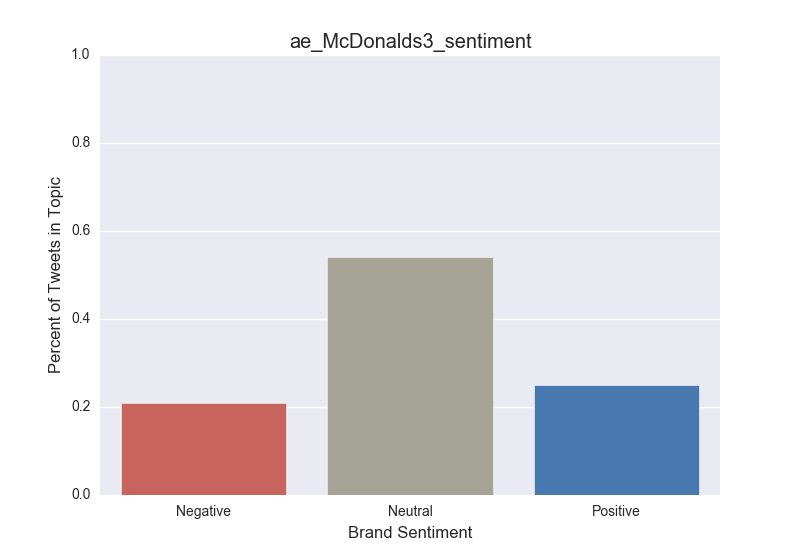 ae_McDonalds3_sentiment
1.0
0.8
0.6
0.4
0.2
0.0
Percent of Tweets in Topic
Negative Neutral Positive
Brand Sentiment